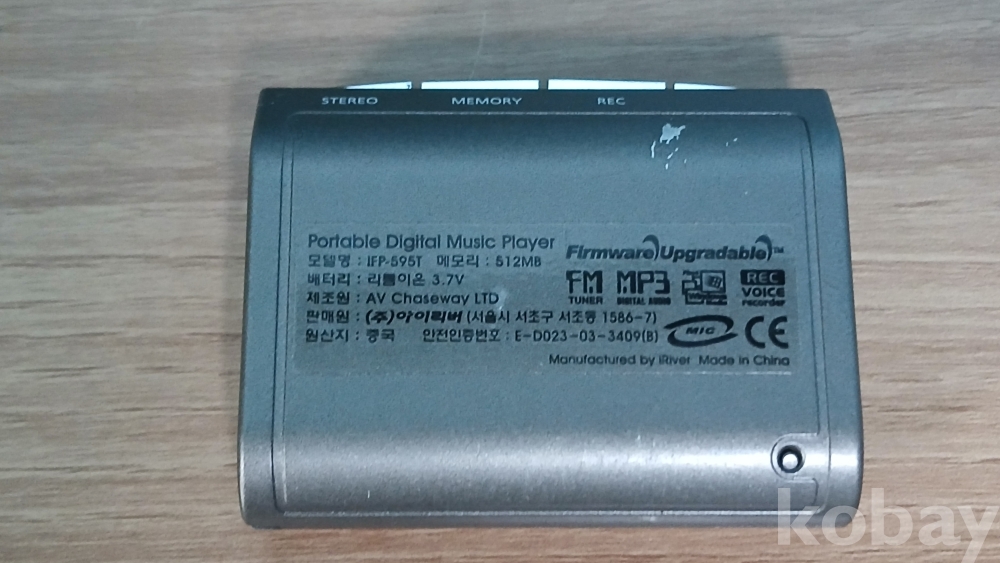 STEREO MEMORY REC
Portable Digital Music Player
모델명 : IFP-595T 메모리 : 512MB
배터리 : 리튬이온 3.7V
제조원 : AV Chaseway LTD
판매원 : (주)아이리버 (서울시 서초구 서초동 1586-7)
원산지 : 중국 안전인증번호 : E-D023-03-3409(B)
Firmware Upgradable TM
FM TUNER MP3 DIGITAL AUDIO REC VOICE recorder
MIC CE
Manufactured by iRiver Made in China
kobay